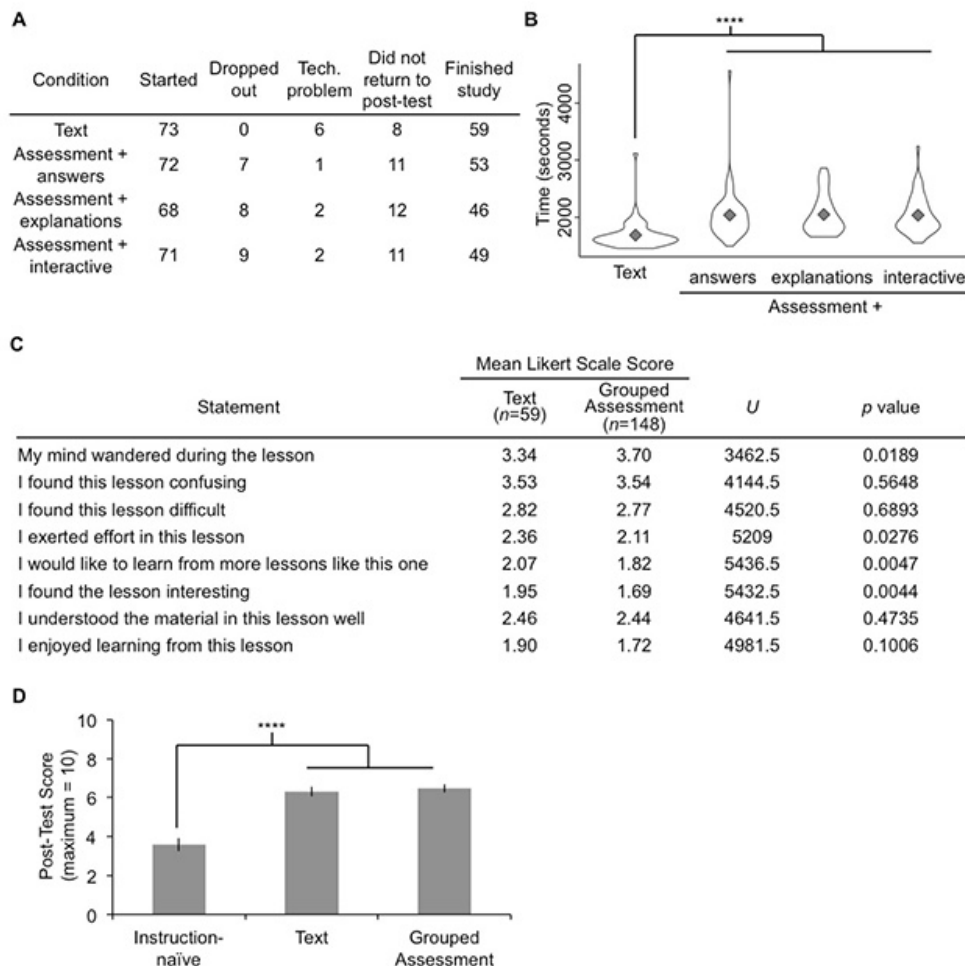 A
Condition Started Dropped out Tech. problem Did not return to post-test Finished study
Text 73 0 6 8 59
Assessment + answers 72 7 1 11 53
Assessment + explanations 68 8 2 12 46
Assessment + interactive 71 9 2 11 49
B
****
Time (seconds)
4000
3000
2000
Text answers explanations interactive
Assessment +
C
Mean Likert Scale Score
Statement Text (n=59) Grouped Assessment (n=148) U p value
My mind wandered during the lesson 3.34 3.70 3462.5 0.0189
I found this lesson confusing 3.53 3.54 4144.5 0.5648
I found this lesson difficult 2.82 2.77 4520.5 0.6893
I exerted effort in this lesson 2.36 2.11 5209 0.0276
I would like to learn from more lessons like this one 2.07 1.82 5436.5 0.0047
I found the lesson interesting 1.95 1.69 5432.5 0.0044
I understood the material in this lesson well 2.46 2.44 4641.5 0.4735
I enjoyed learning from this lesson 1.90 1.72 4981.5 0.1006
D
****
Post-Test Score
(maximum = 10)
10
8
6
4
2
0
Instruction-naïve Text Grouped Assessment